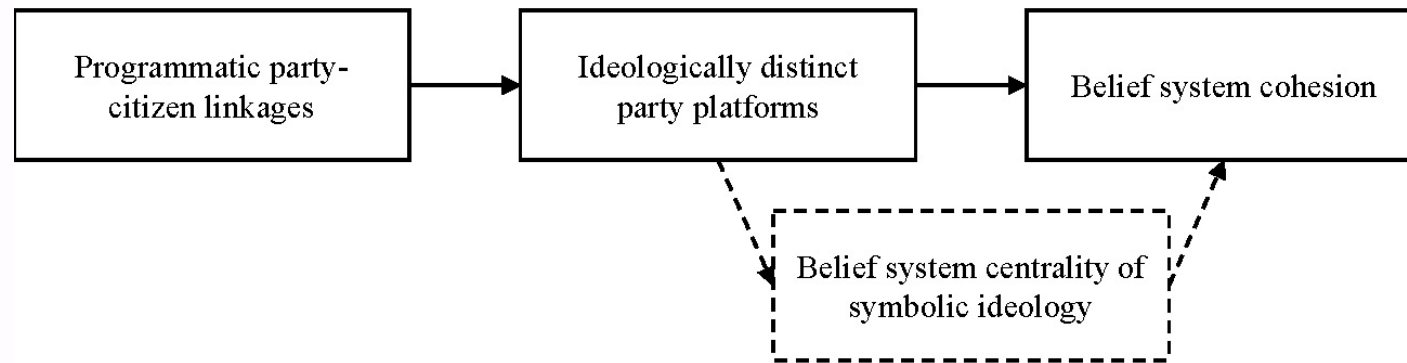 Programmatic party-
citizen linkages
Ideologically distinct
party platforms
Belief system cohesion
Belief system centrality of
symbolic ideology